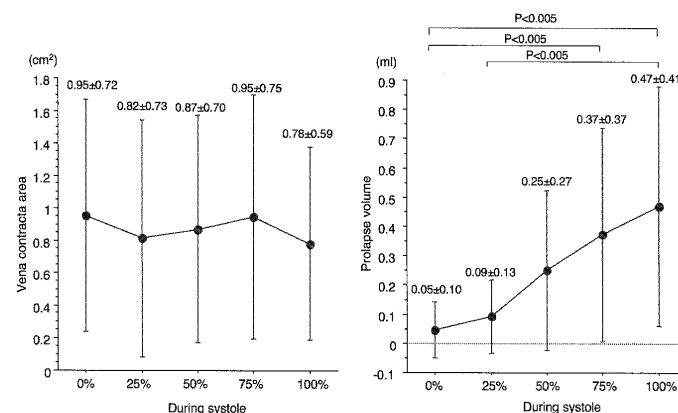 (cm²)
1.8
1.6
1.4
1.2
1
0.8
0.6
0.4
0.2
0
Vena contracta area
0.95±0.72
0.82±0.73
0.87±0.70
0.95±0.75
0.78±0.59
0% 25% 50% 75% 100%
During systole
P<0.005
P<0.005
P<0.005
(ml)
0.9
0.8
0.7
0.6
0.5
0.4
0.3
0.2
0.1
0
-0.1
Prolapse volume
0.05±0.10
0.09±0.13
0.25±0.27
0.37±0.37
0.47±0.41
0% 25% 50% 75% 100%
During systole